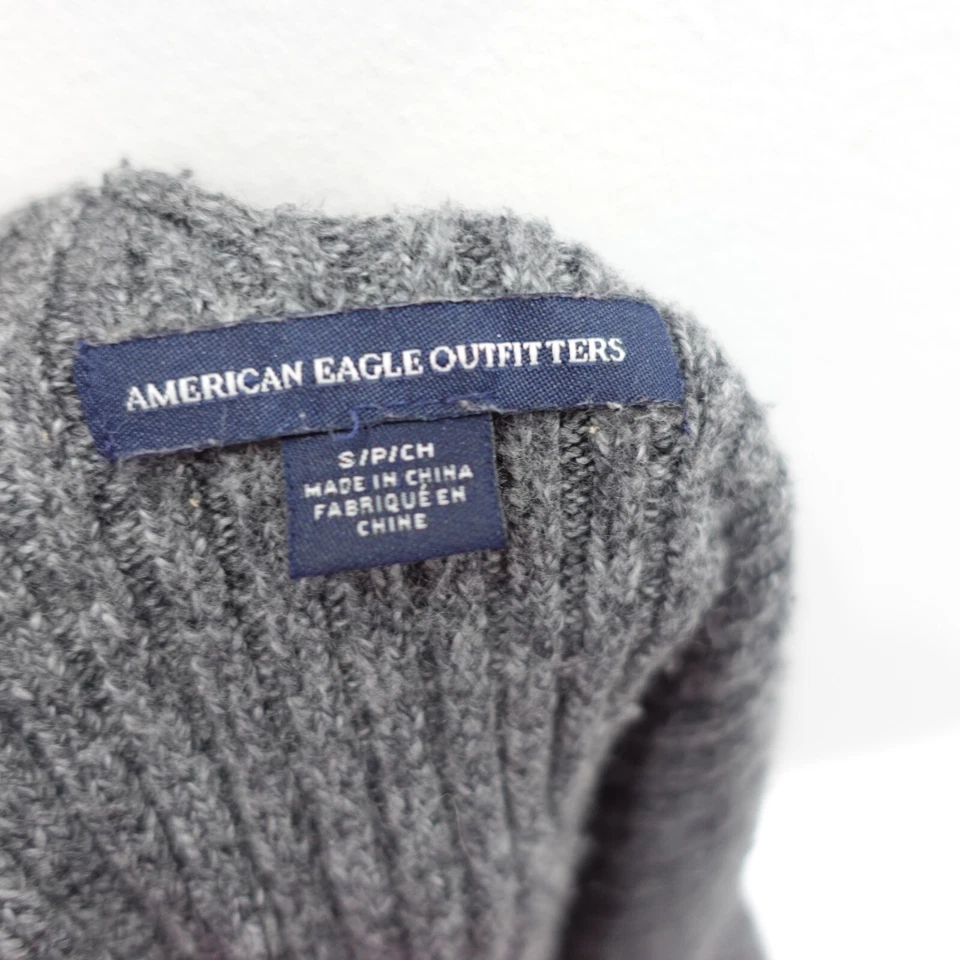 AMERICAN EAGLE OUTFITTERS
S/P/CH
MADE IN CHINA
FABRIQUÉ EN
CHINE